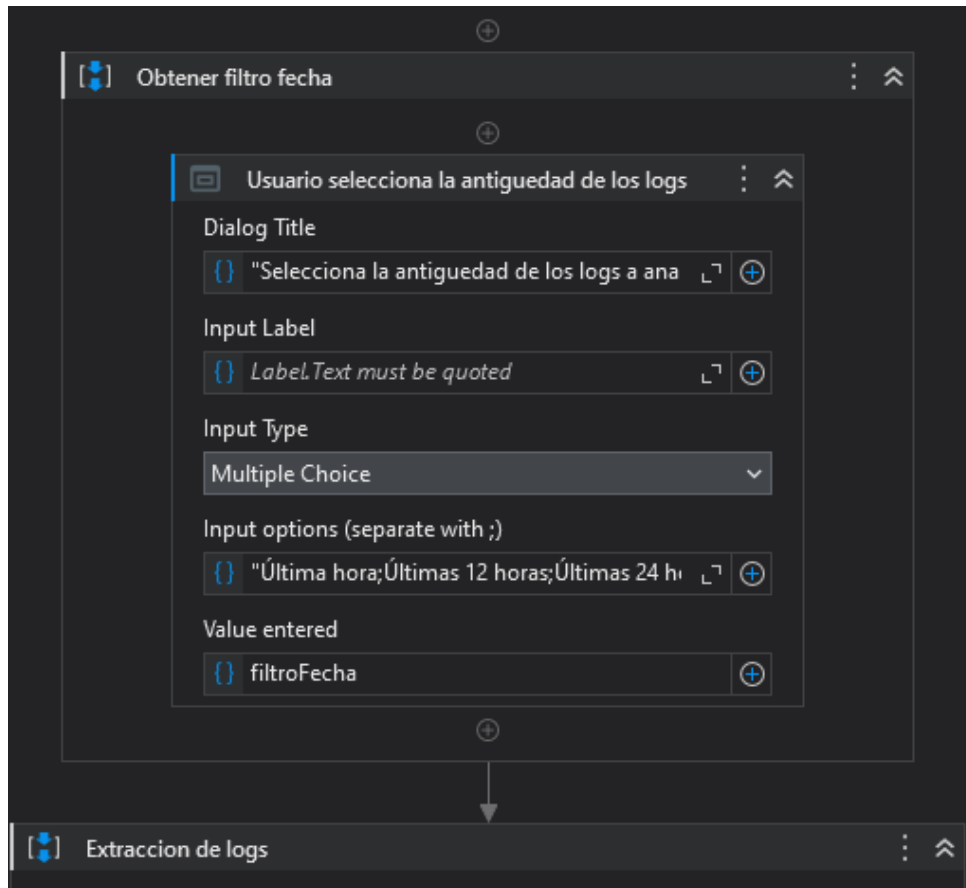 Obtener filtro fecha
Usuario selecciona la antiguedad de los logs
Dialog Title
"Selecciona la antiguedad de los logs a ana
Input Label
Label.Text must be quoted
Input Type
Multiple Choice
Input options (separate with ;)
"Última hora;Últimas 12 horas;Últimas 24 h
Value entered
filtroFecha
Extraccion de logs